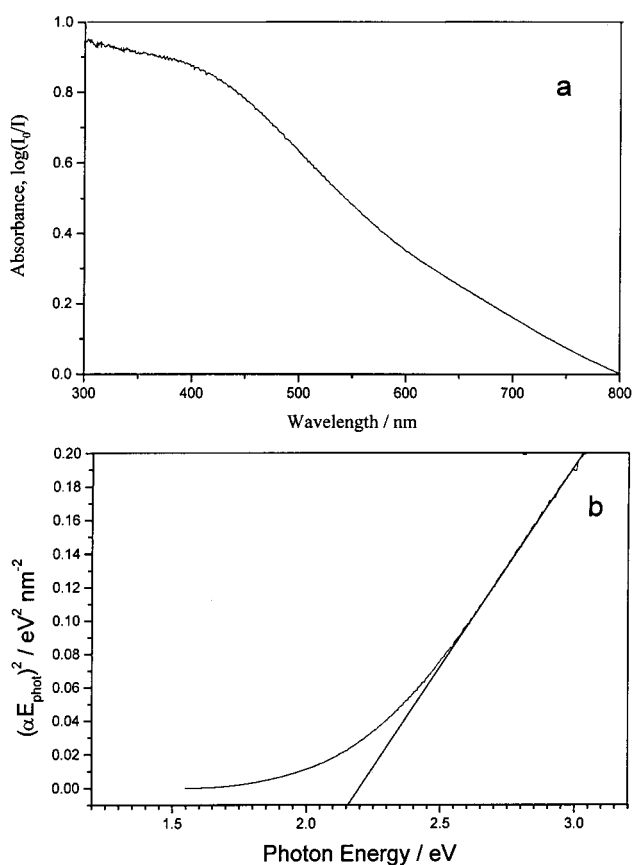 1.0
0.8
0.6
0.4
0.2
0.0
Absorbance, log(I₀/I)
a
300 400 500 600 700 800
Wavelength / nm
0.20
0.18
0.16
0.14
0.12
0.10
0.08
0.06
0.04
0.02
0.00
(αE_phot)² / eV² nm⁻²
b
1.5 2.0 2.5 3.0
Photon Energy / eV